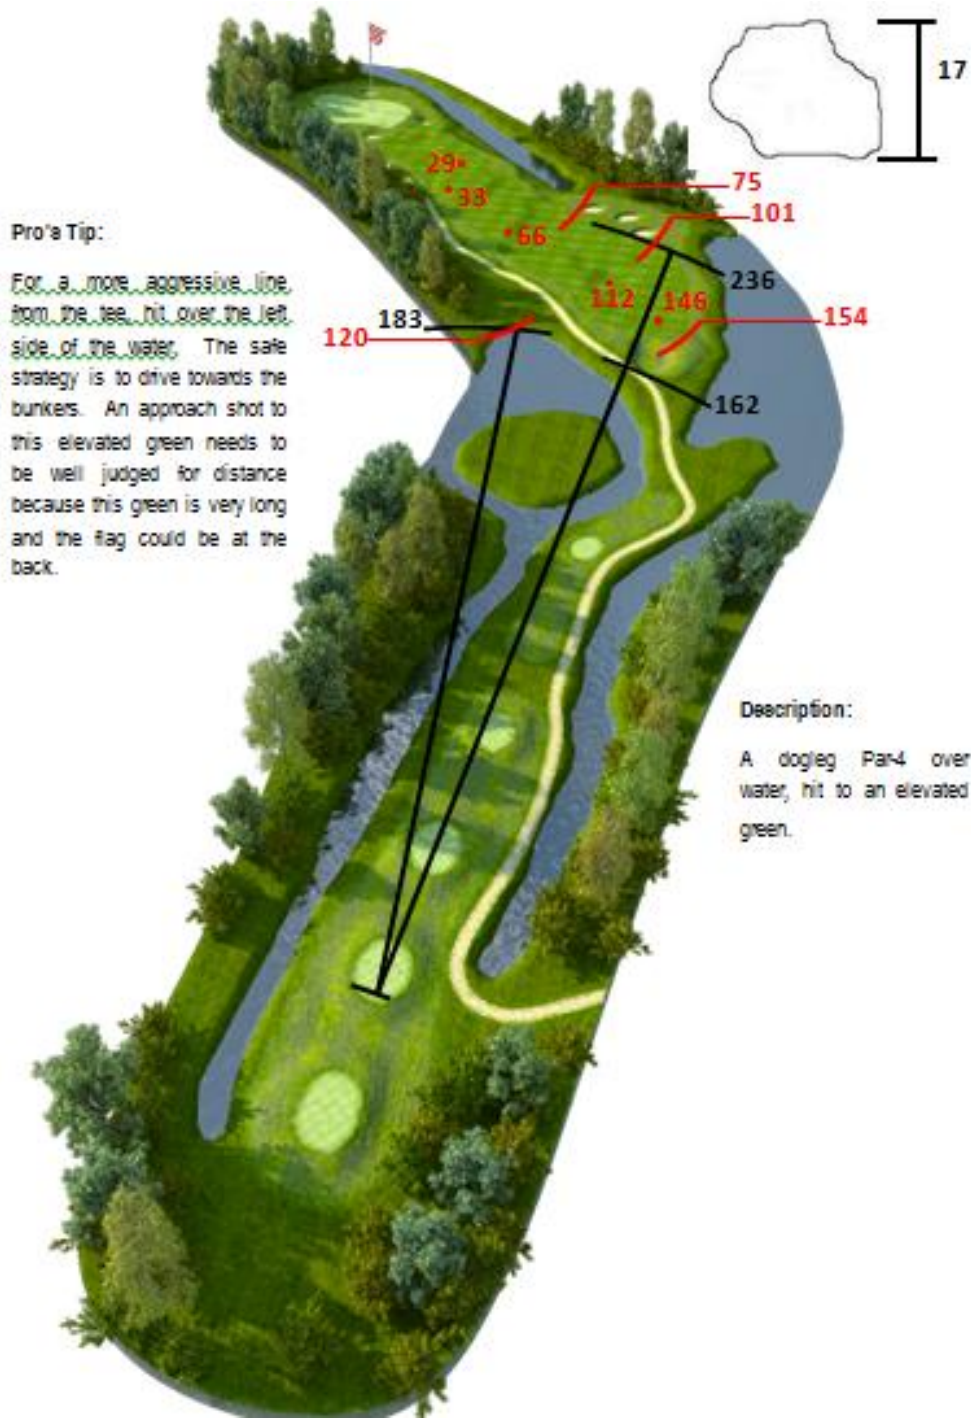 17
75
101
29
33
66
236
112
146
154
183
120
162
Pro's Tip:
For a more aggressive line
from the tee, hit over the left
side of the water. The safe
strategy is to drive towards the
bunkers. An approach shot to
this elevated green needs to
be well judged for distance
because this green is very long
and the flag could be at the
back.
Description:
A dogleg Par-4 over
water, hit to an elevated
green.